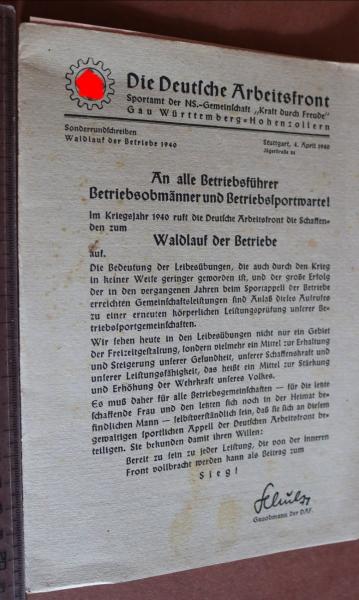 Die Deutsche Arbeitsfront
Sportamt der NS.-Gemeinschaft „Kraft durch Freude"
Gau Württemberg-Hohenzollern
Sonderrundschreiben
Waldlauf der Betriebe 1940
Stuttgart, 4. April 1940
An alle Betriebsführer
Betriebsobmänner und Betriebssportwarte!
Im Kriegsjahr 1940 ruft die Deutsche Arbeitsfront die Schaffen-
den zum
Waldlauf der Betriebe
auf.
Die Bedeutung der Leibesübungen, die auch durch den Krieg
in keiner Weise geringer geworden ist, und der große Erfolg
der in den vergangenen Jahren beim Sportappell der Betriebe
erreichten Gemeinschaftsleistungen sind Anlaß dieses Aufrufes
zu einer erneuten körperlichen Leistungsprüfung unserer Be-
triebssportgemeinschaften.
Wir sehen heute in den Leibesübungen nicht nur ein Gebiet
der Freizeitgestaltung, sondern vielmehr ein Mittel zur Erhaltung
und Steigerung unserer Gesundheit, unserer Schaffenskraft und
unserer Leistungsfähigkeit, das heißt ein Mittel zur Stärkung
und Erhöhung der Wehrkraft unseres Volkes.
Es muß daher für alle Betriebsgemeinschaften — für die letzte
schaffende Frau und den letzten sich noch in der Heimat be-
findlichen Mann — selbstverständlich sein, daß sie sich an diesem
gewaltigen sportlichen Appell der Deutschen Arbeitsfront be-
teiligen. Sie bekunden damit ihren Willen:
Bereit zu sein zu jeder Leistung, die von der Inneren
Front vollbracht werden kann als Beitrag zum
Sieg!
Gauobmann der DAF.